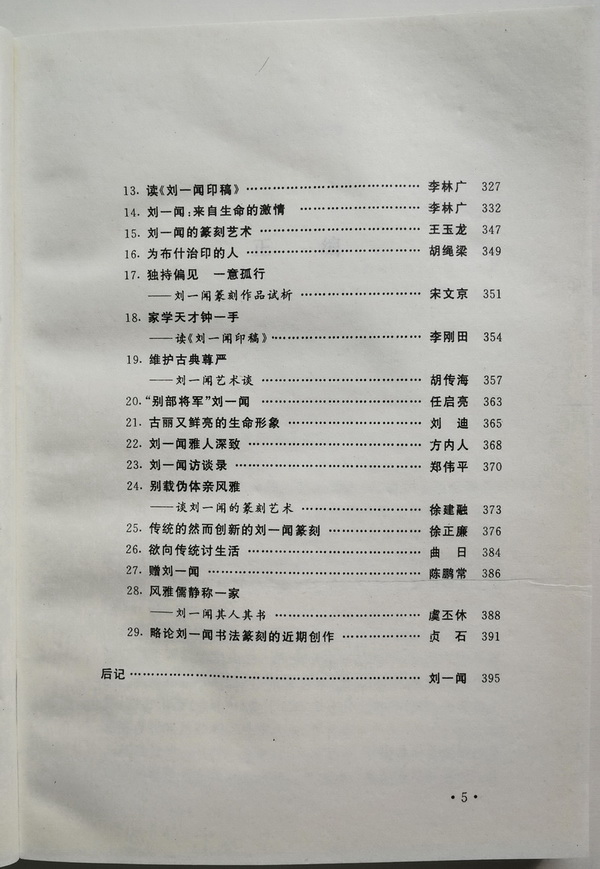 13. 读《刘一闻印稿》……………………………… 李林广 327
14. 刘一闻：来自生命的激情 ……………………… 李林广 332
15. 刘一闻的篆刻艺术 ……………………………… 王玉龙 347
16. 为布什治印的人 ………………………………… 胡绳梁 349
17. 独持偏见 一意孤行
——刘一闻篆刻作品试析 ……………………… 宋文京 351
18. 家学天才钟一手
——读《刘一闻印稿》…………………………… 李刚田 354
19. 维护古典尊严
——刘一闻艺术谈 ……………………………… 胡传海 357
20. “别部将军”刘一闻 ……………………………… 任启亮 363
21. 古丽又鲜亮的生命形象 ………………………… 刘 迪 365
22. 刘一闻雅人深致 ………………………………… 方内人 368
23. 刘一闻访谈录 …………………………………… 郑伟平 370
24. 别载伪体亲风雅
——谈刘一闻的篆刻艺术 ……………………… 徐建融 373
25. 传统的然而创新的刘一闻篆刻 ………………… 徐正廉 376
26. 欲向传统讨生活 ………………………………… 曲 日 384
27. 赠刘一闻 ………………………………………… 陈鹏常 386
28. 风雅儒静称一家
——刘一闻其人其书 …………………………… 虞丕休 388
29. 略论刘一闻书法篆刻的近期创作 ……………… 贞 石 391
后记 …………………………………………………… 刘一闻 395
· 5 ·